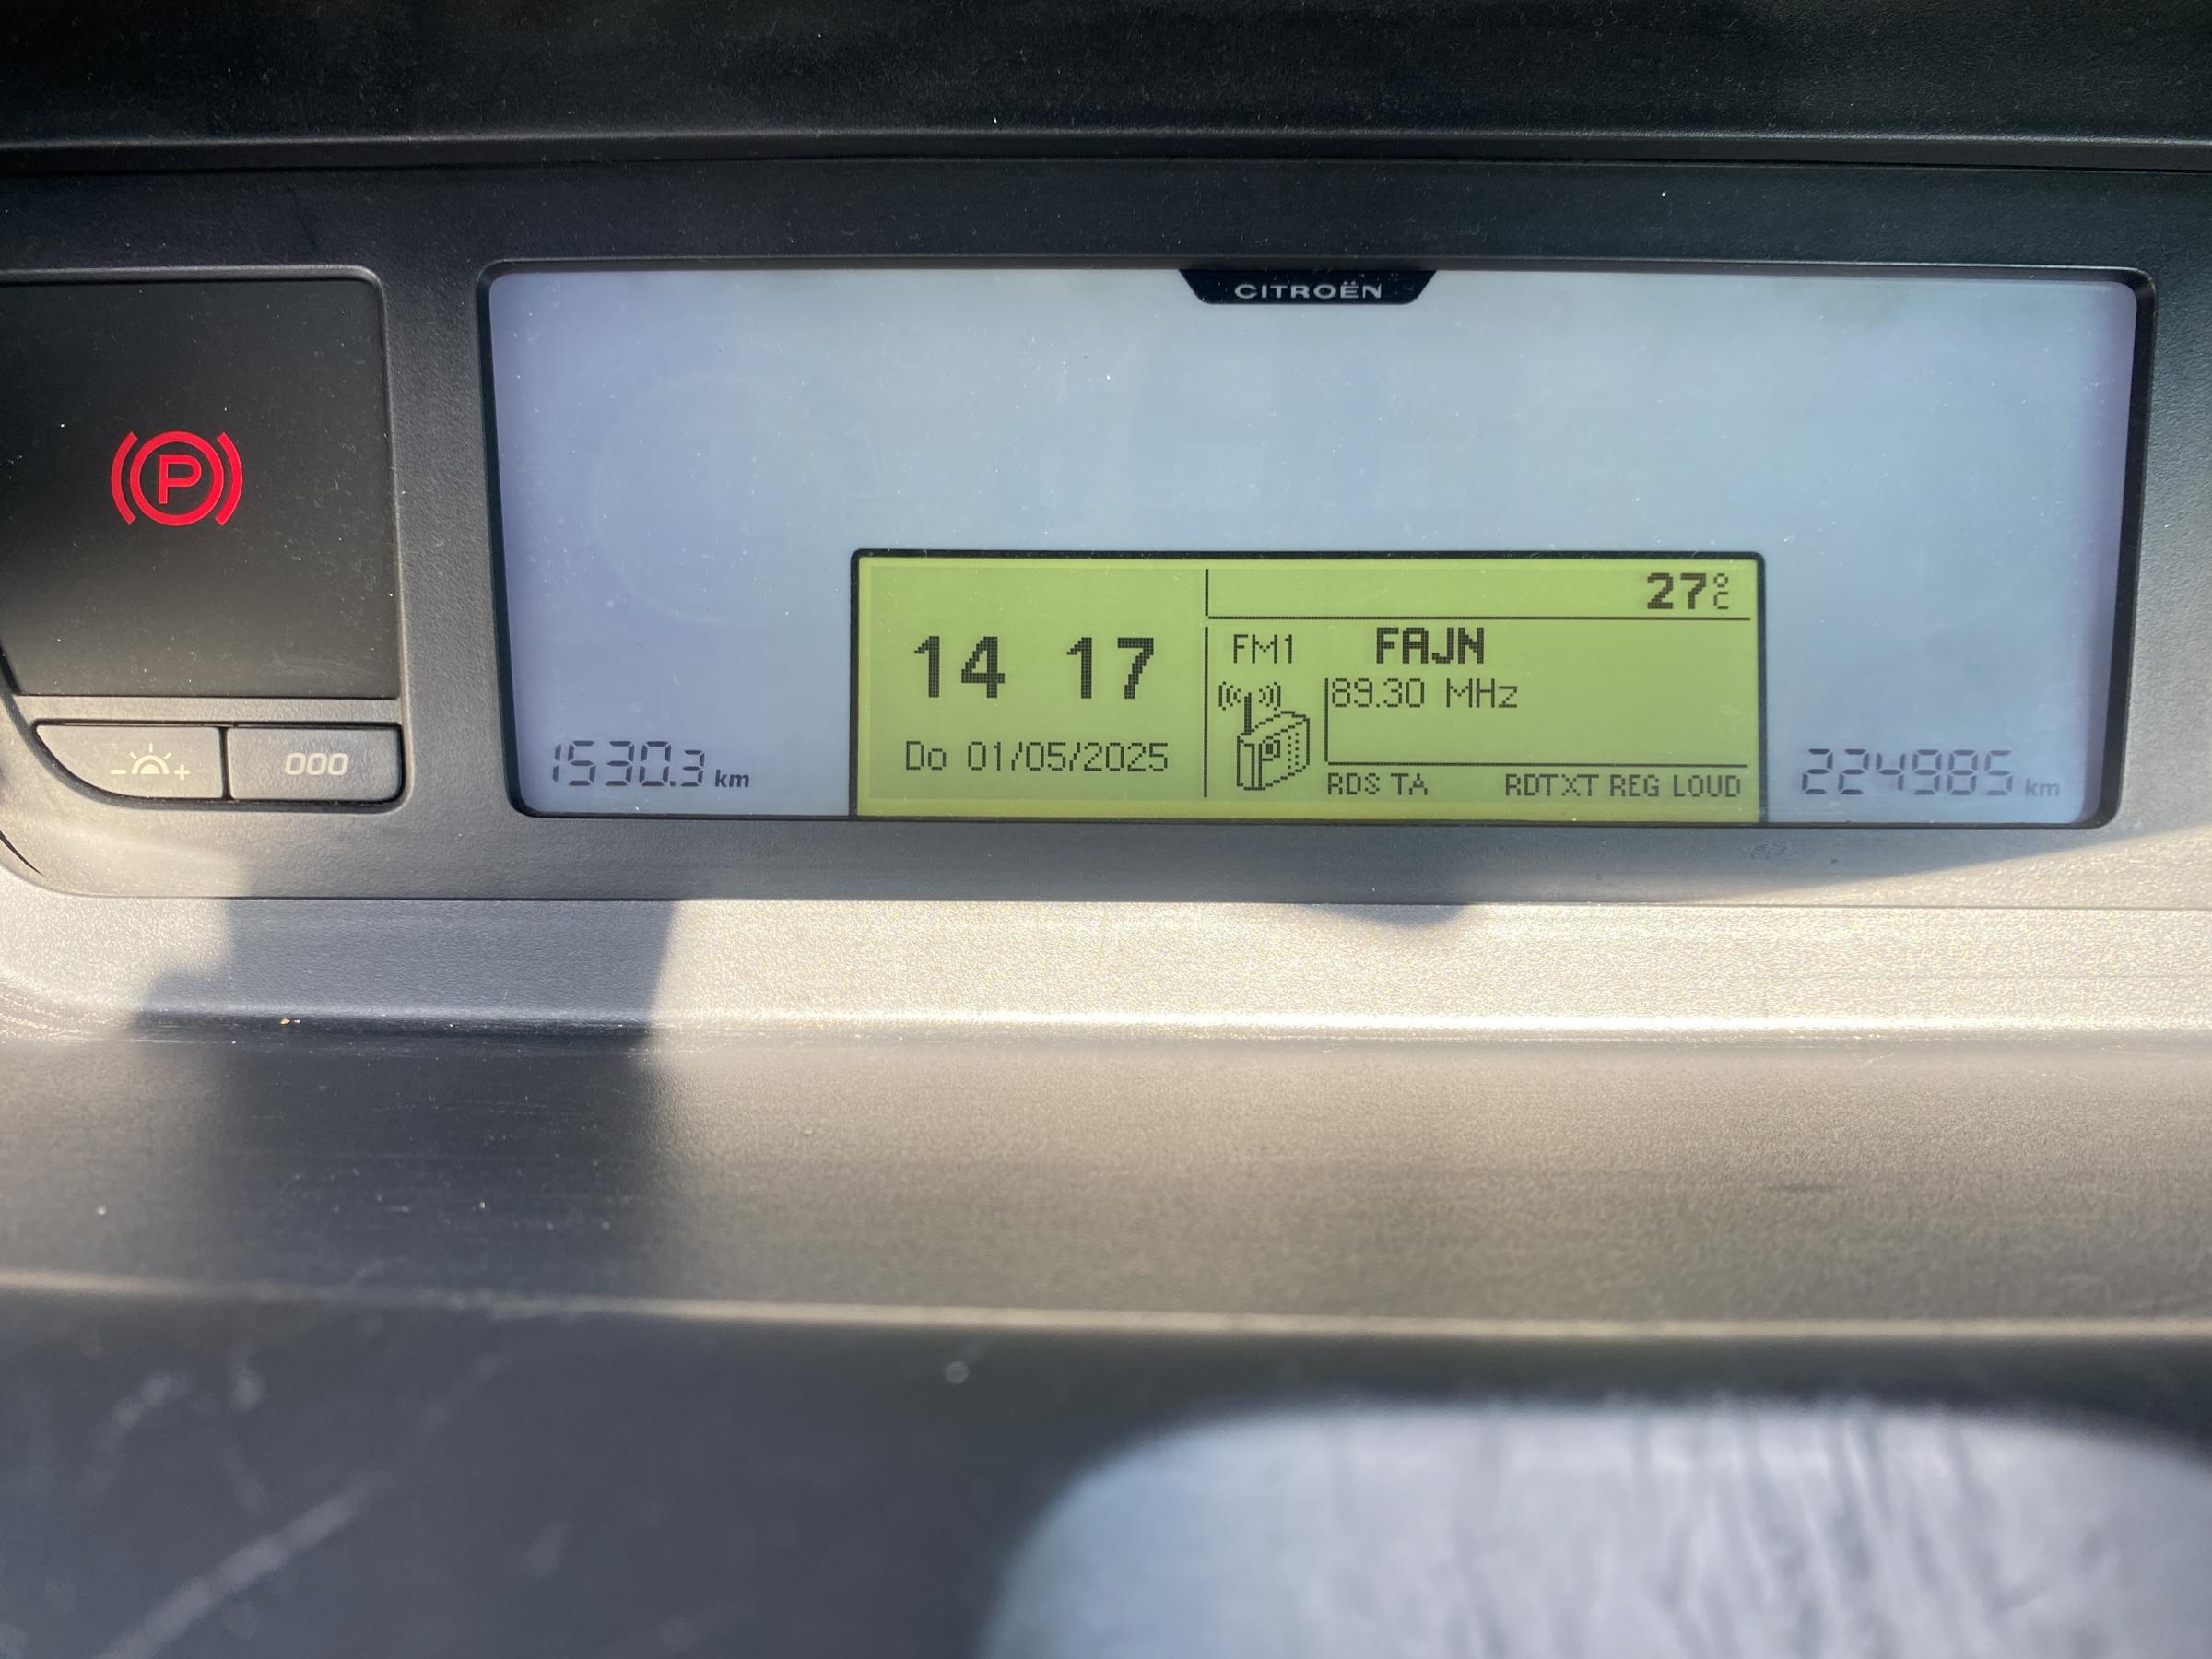 CITROËN
P
27°C
14 17
FM1 FAJN
89.30 MHz
Do 01/05/2025
RDS TA RDTXT REG LOUD
1530.3 km
224985 km
- +
000